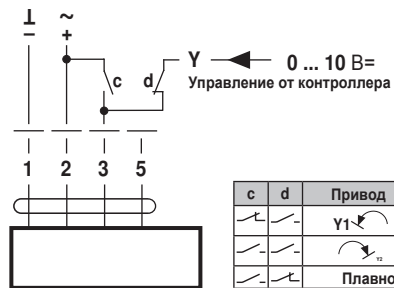 ⊥ ~
− +
c d Y 0 ... 10 В=
Управление от контроллера
1 2 3 5
c d Привод
Y1
Y2
Плавно